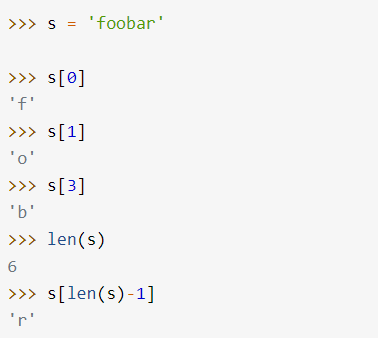 >>> s = 'foobar'
>>> s[0]
'f'
>>> s[1]
'o'
>>> s[3]
'b'
>>> len(s)
6
>>> s[len(s)-1]
'r'